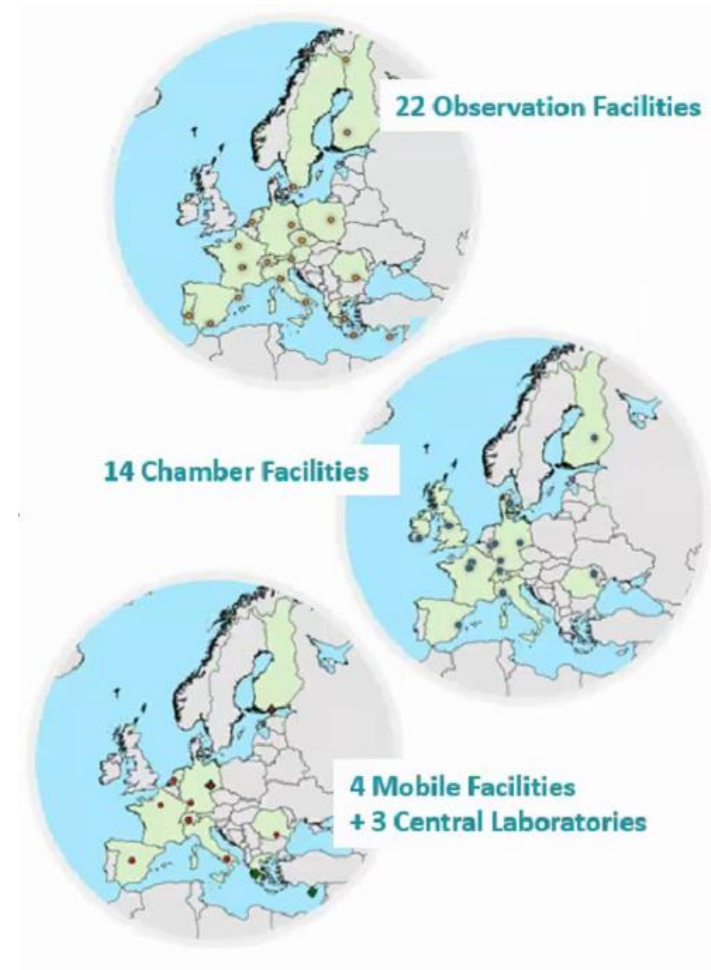 22 Observation Facilities
14 Chamber Facilities
4 Mobile Facilities
+ 3 Central Laboratories